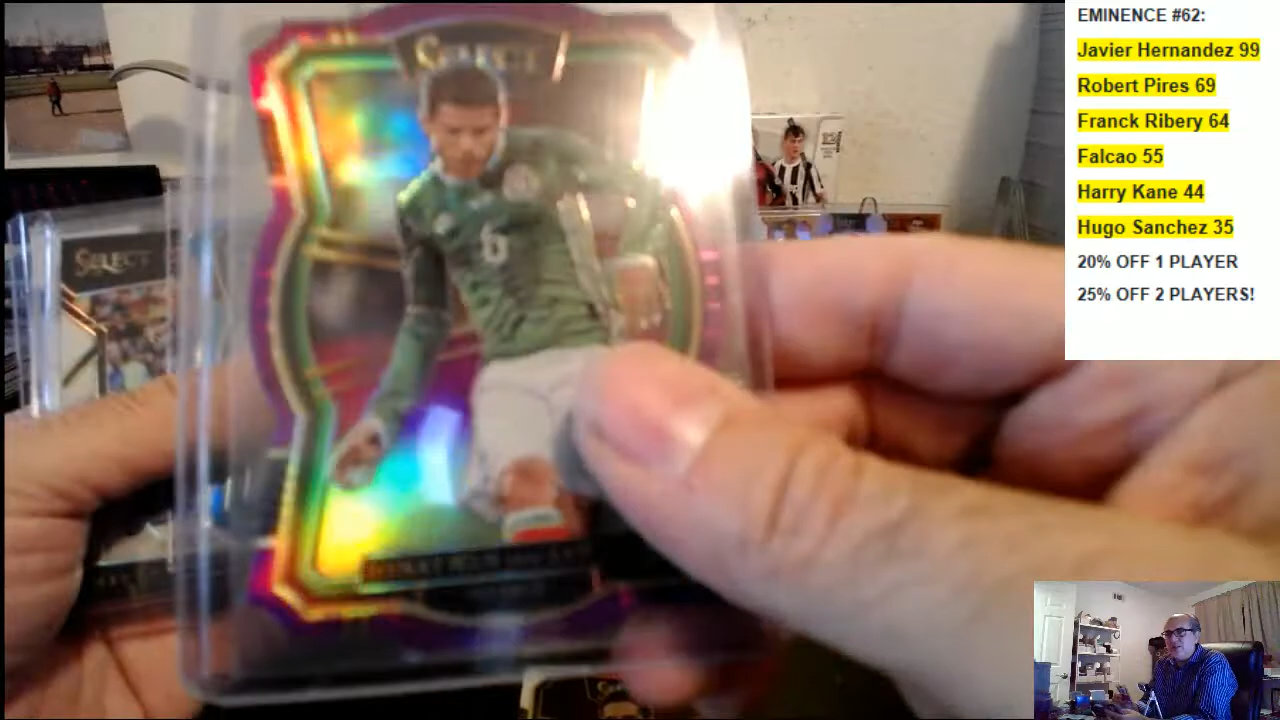 SELECT
6
SELECT
EMINENCE #62:
Javier Hernandez 99
Robert Pires 69
Franck Ribery 64
Falcao 55
Harry Kane 44
Hugo Sanchez 35
20% OFF 1 PLAYER
25% OFF 2 PLAYERS!